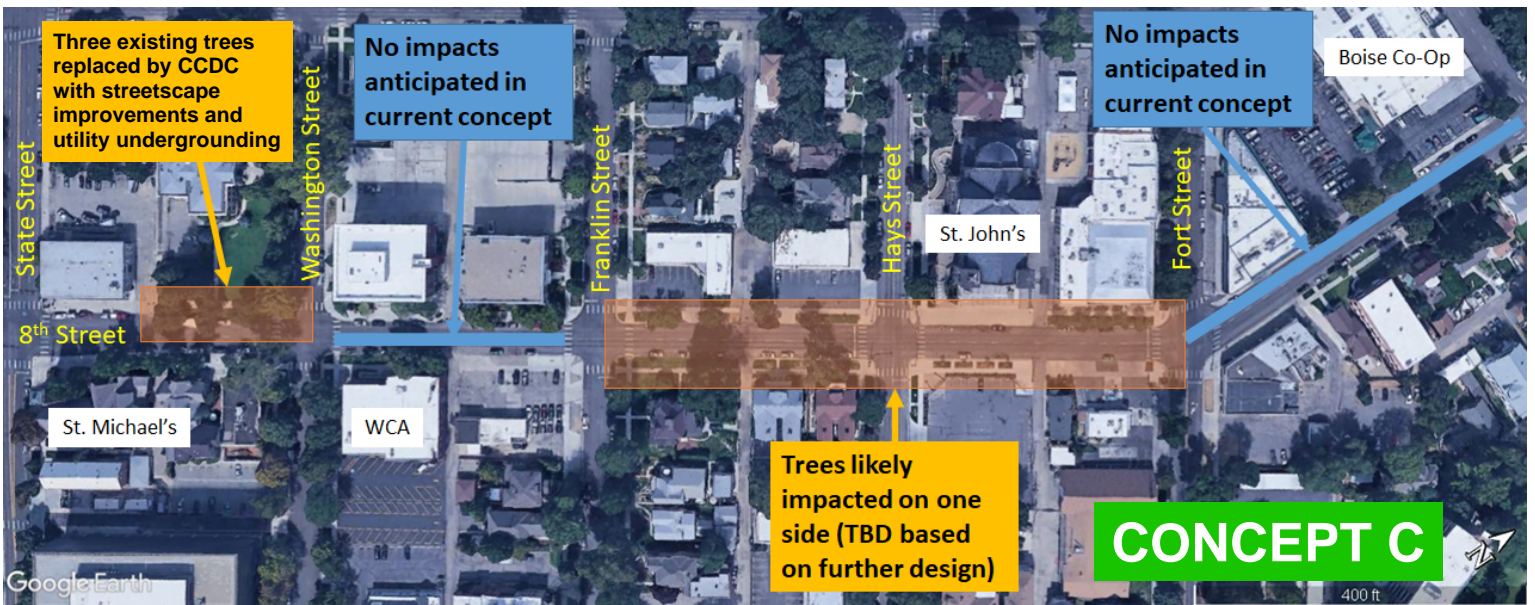 Three existing trees
replaced by CCDC
with streetscape
improvements and
utility undergrounding
No impacts
anticipated in
current concept
No impacts
anticipated in
current concept
Boise Co-Op
State Street
Washington Street
Franklin Street
Hays Street
Fort Street
St. John's
8th Street
St. Michael's
WCA
Trees likely
impacted on one
side (TBD based
on further design)
CONCEPT C
N
Google Earth
400 ft